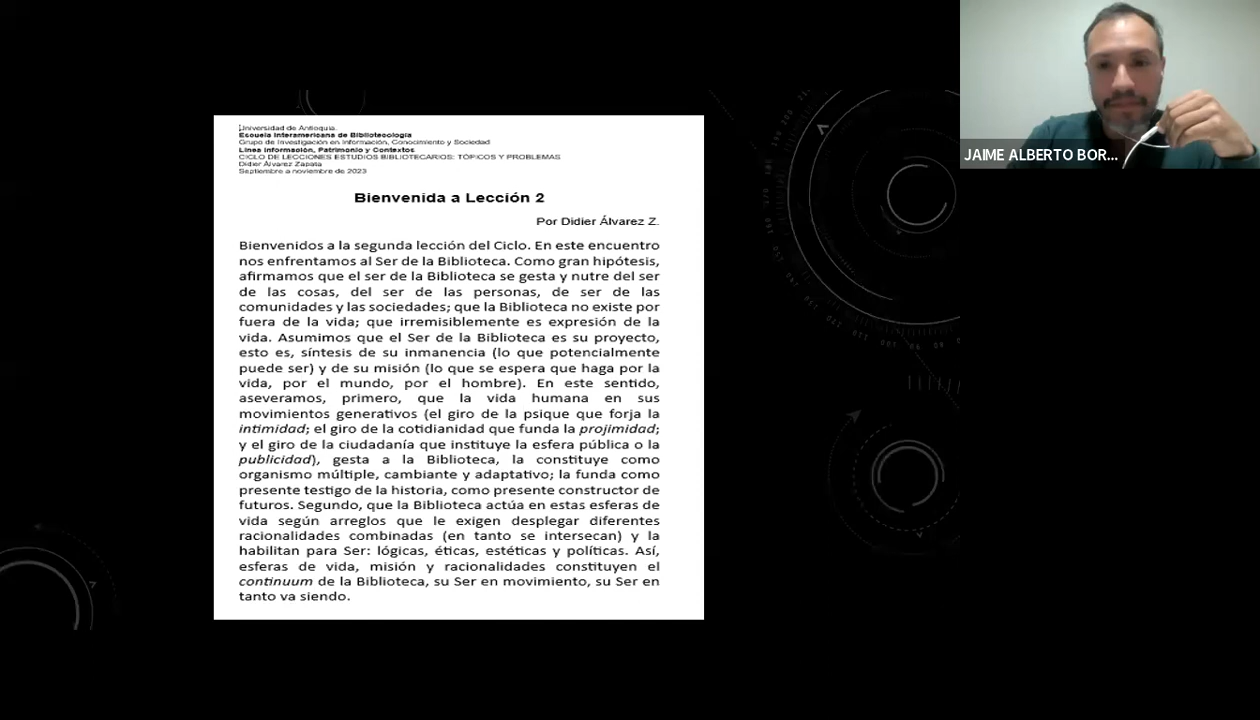 Universidad de Antioquia.
Escuela Interamericana de Bibliotecología
Grupo de Investigación en Información, Conocimiento y Sociedad
Línea Información, Patrimonio y Contextos
CICLO DE LECCIONES ESTUDIOS BIBLIOTECARIOS: TÓPICOS Y PROBLEMAS
Didier Álvarez Zapata
Septiembre a noviembre de 2023
Bienvenida a Lección 2
Por Didier Álvarez Z.
Bienvenidos a la segunda lección del Ciclo. En este encuentro
nos enfrentamos al Ser de la Biblioteca. Como gran hipótesis,
afirmamos que el ser de la Biblioteca se gesta y nutre del ser
de las cosas, del ser de las personas, de ser de las
comunidades y las sociedades; que la Biblioteca no existe por
fuera de la vida; que irremisiblemente es expresión de la
vida. Asumimos que el Ser de la Biblioteca es su proyecto,
esto es, síntesis de su inmanencia (lo que potencialmente
puede ser) y de su misión (lo que se espera que haga por la
vida, por el mundo, por el hombre). En este sentido,
aseveramos, primero, que la vida humana en sus
movimientos generativos (el giro de la psique que forja la
intimidad; el giro de la cotidianidad que funda la projimidad;
y el giro de la ciudadanía que instituye la esfera pública o la
publicidad), gesta a la Biblioteca, la constituye como
organismo múltiple, cambiante y adaptativo; la funda como
presente testigo de la historia, como presente constructor de
futuros. Segundo, que la Biblioteca actúa en estas esferas de
vida según arreglos que le exigen desplegar diferentes
racionalidades combinadas (en tanto se intersecan) y la
habilitan para Ser: lógicas, éticas, estéticas y políticas. Así,
esferas de vida, misión y racionalidades constituyen el
continuum de la Biblioteca, su Ser en movimiento, su Ser en
tanto va siendo.
JAIME ALBERTO BOR...